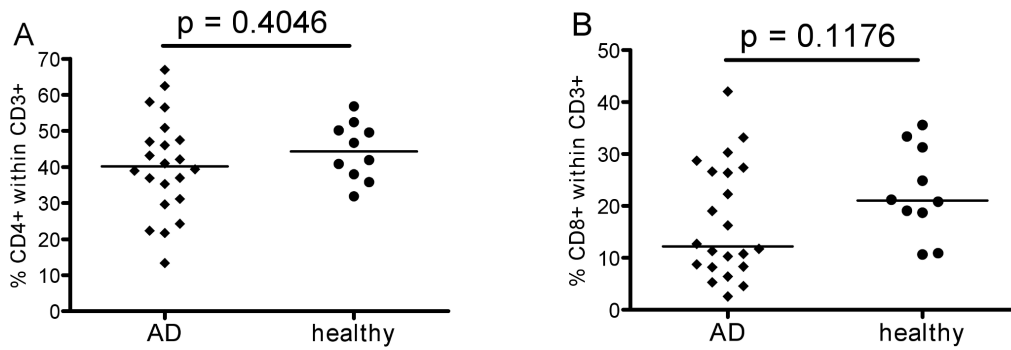 A
p = 0.4046
% CD4+ within CD3+
70
60
50
40
30
20
10
0
AD
healthy
B
p = 0.1176
% CD8+ within CD3+
50
40
30
20
10
0
AD
healthy